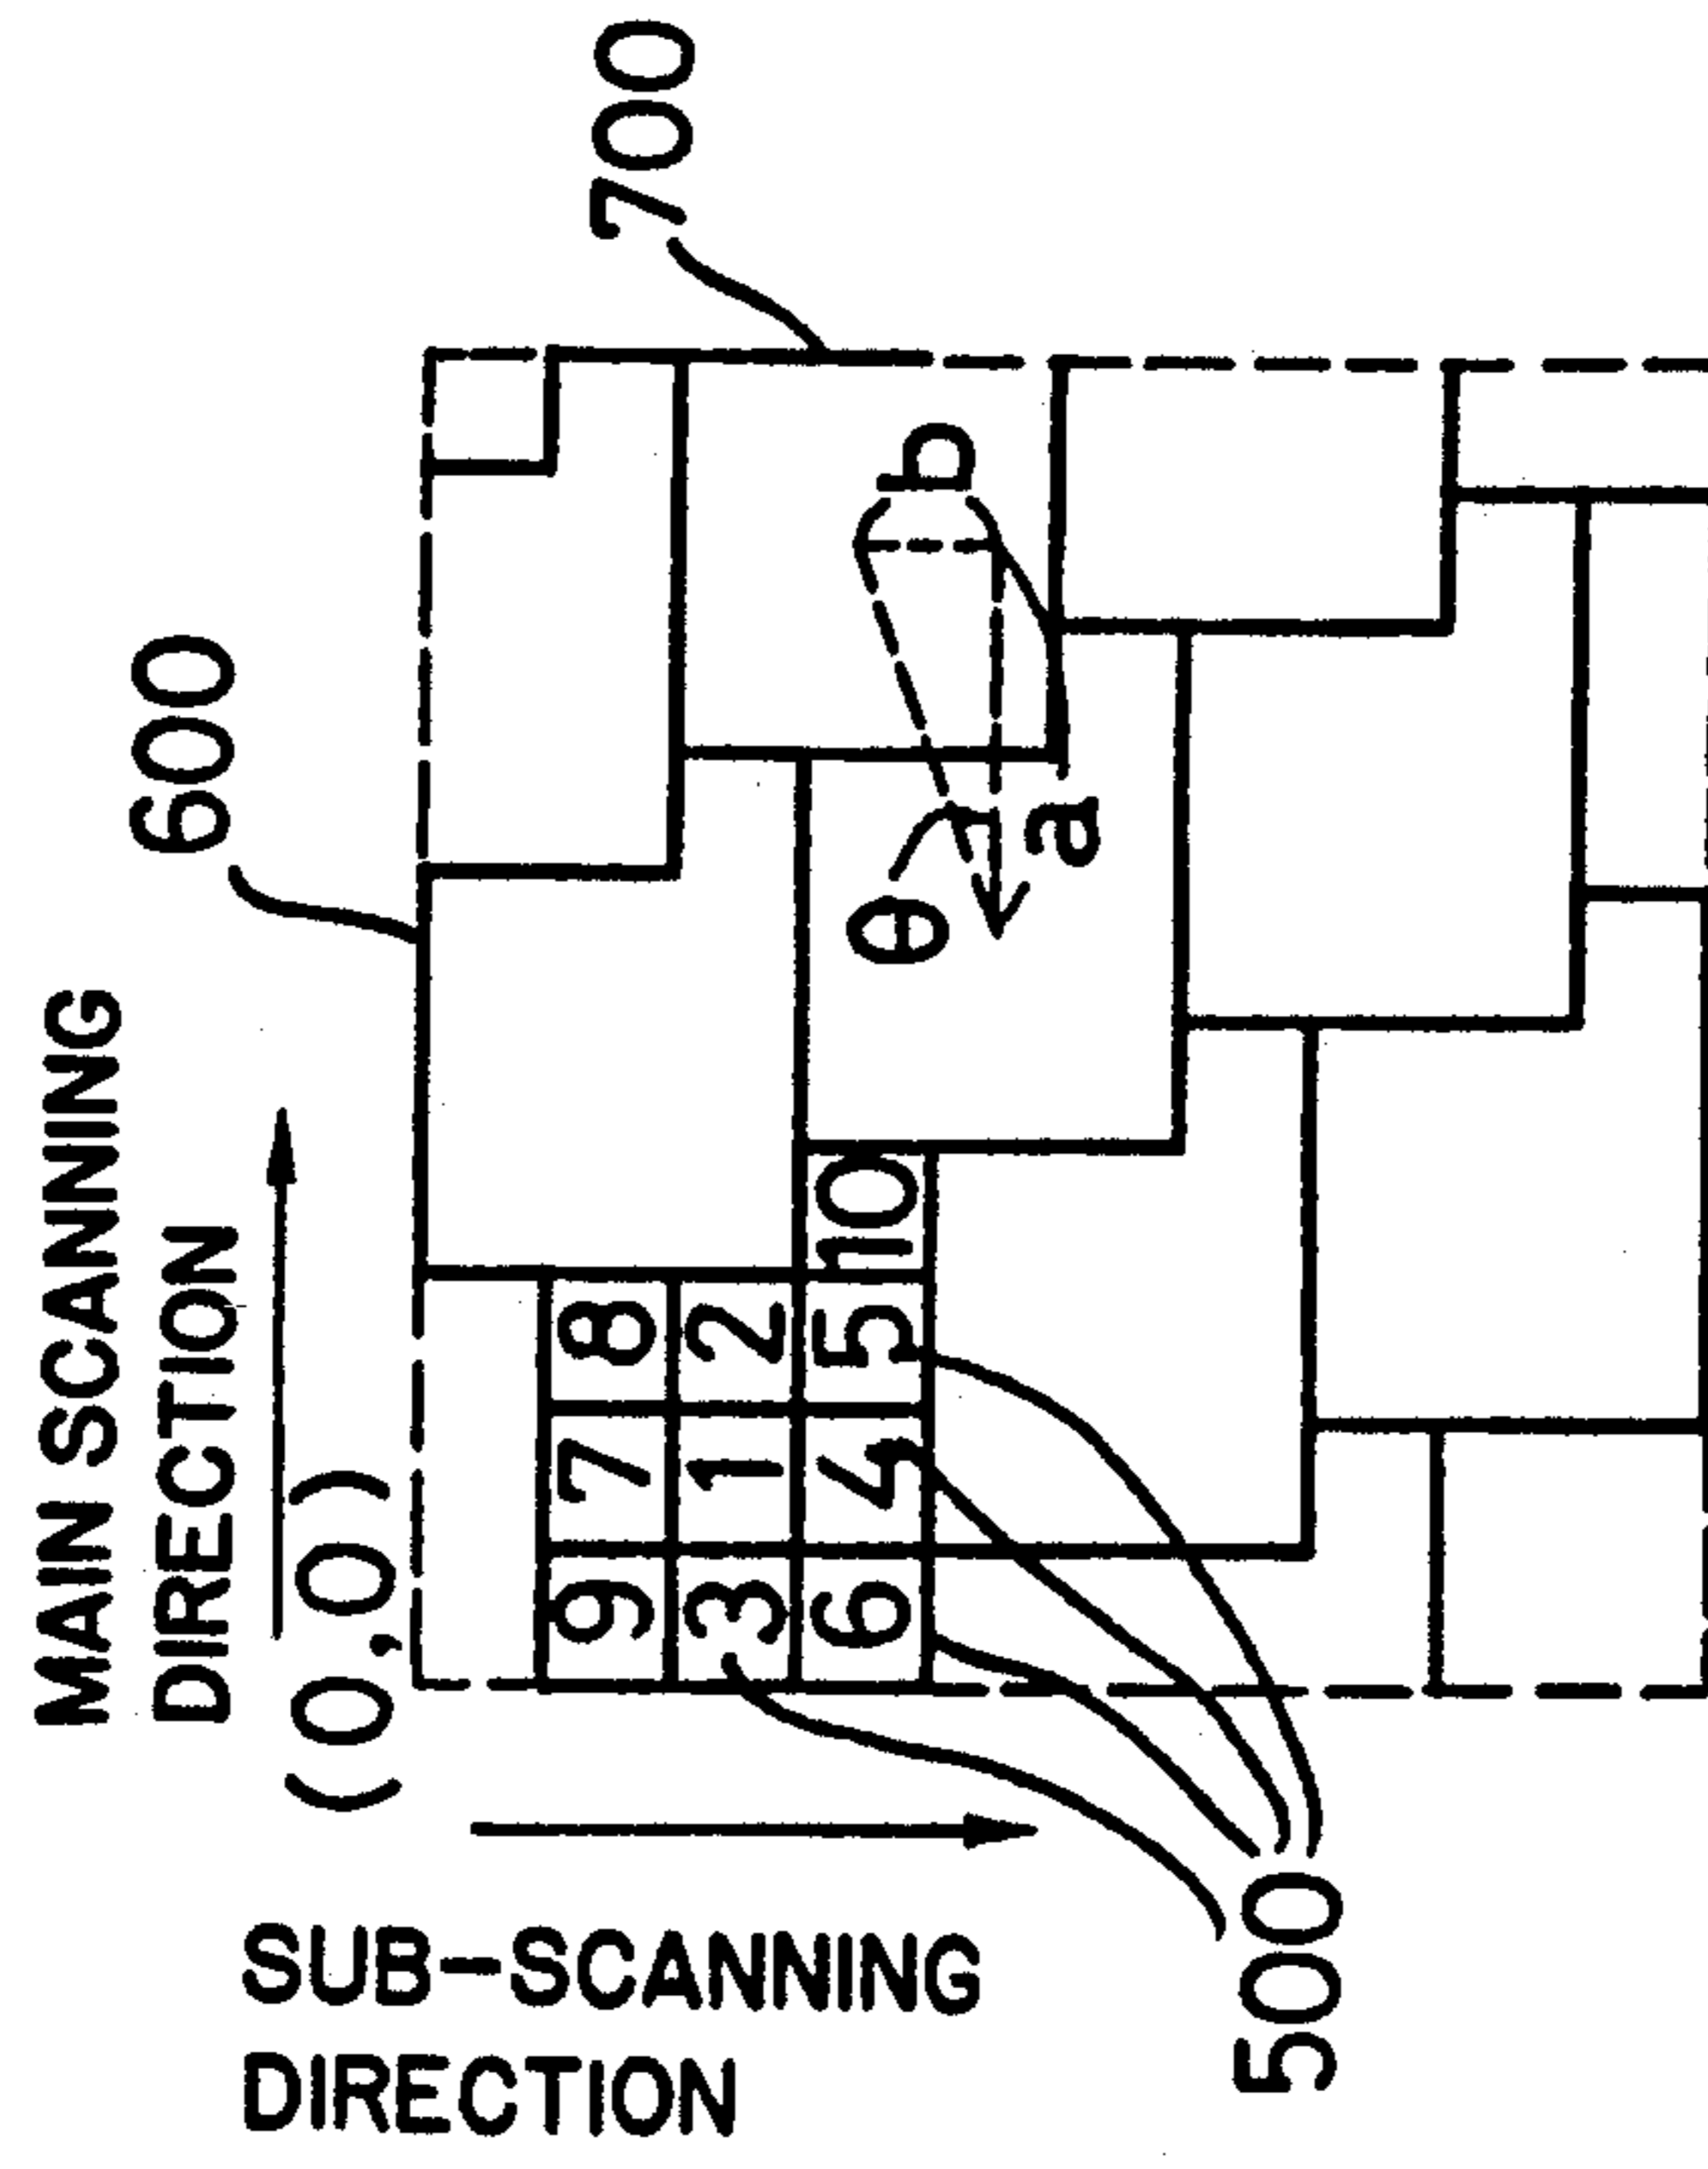 MAIN SCANNING
DIRECTION
(0,0)
600
700
SUB-SCANNING
DIRECTION
9 7 8
3 1 2
6 4 5 10
θ
b
a
500